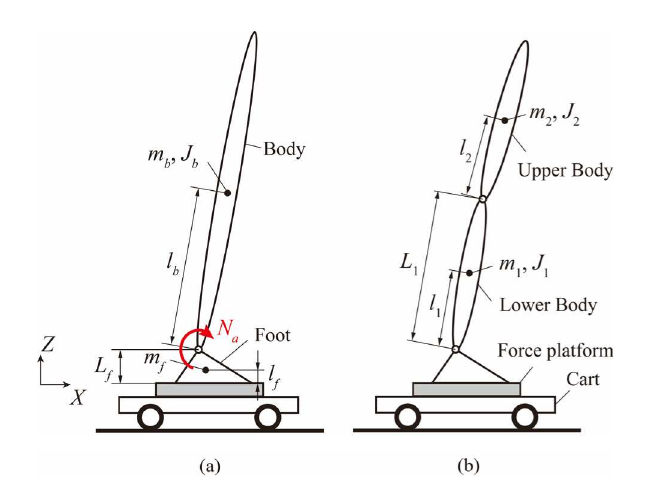 m_b, J_b
Body
l_b
N_a
Foot
m_f
L_f
l_f
Z
X
(a)
m_2, J_2
l_2
Upper Body
L_1
m_1, J_1
l_1
Lower Body
Force platform
Cart
(b)